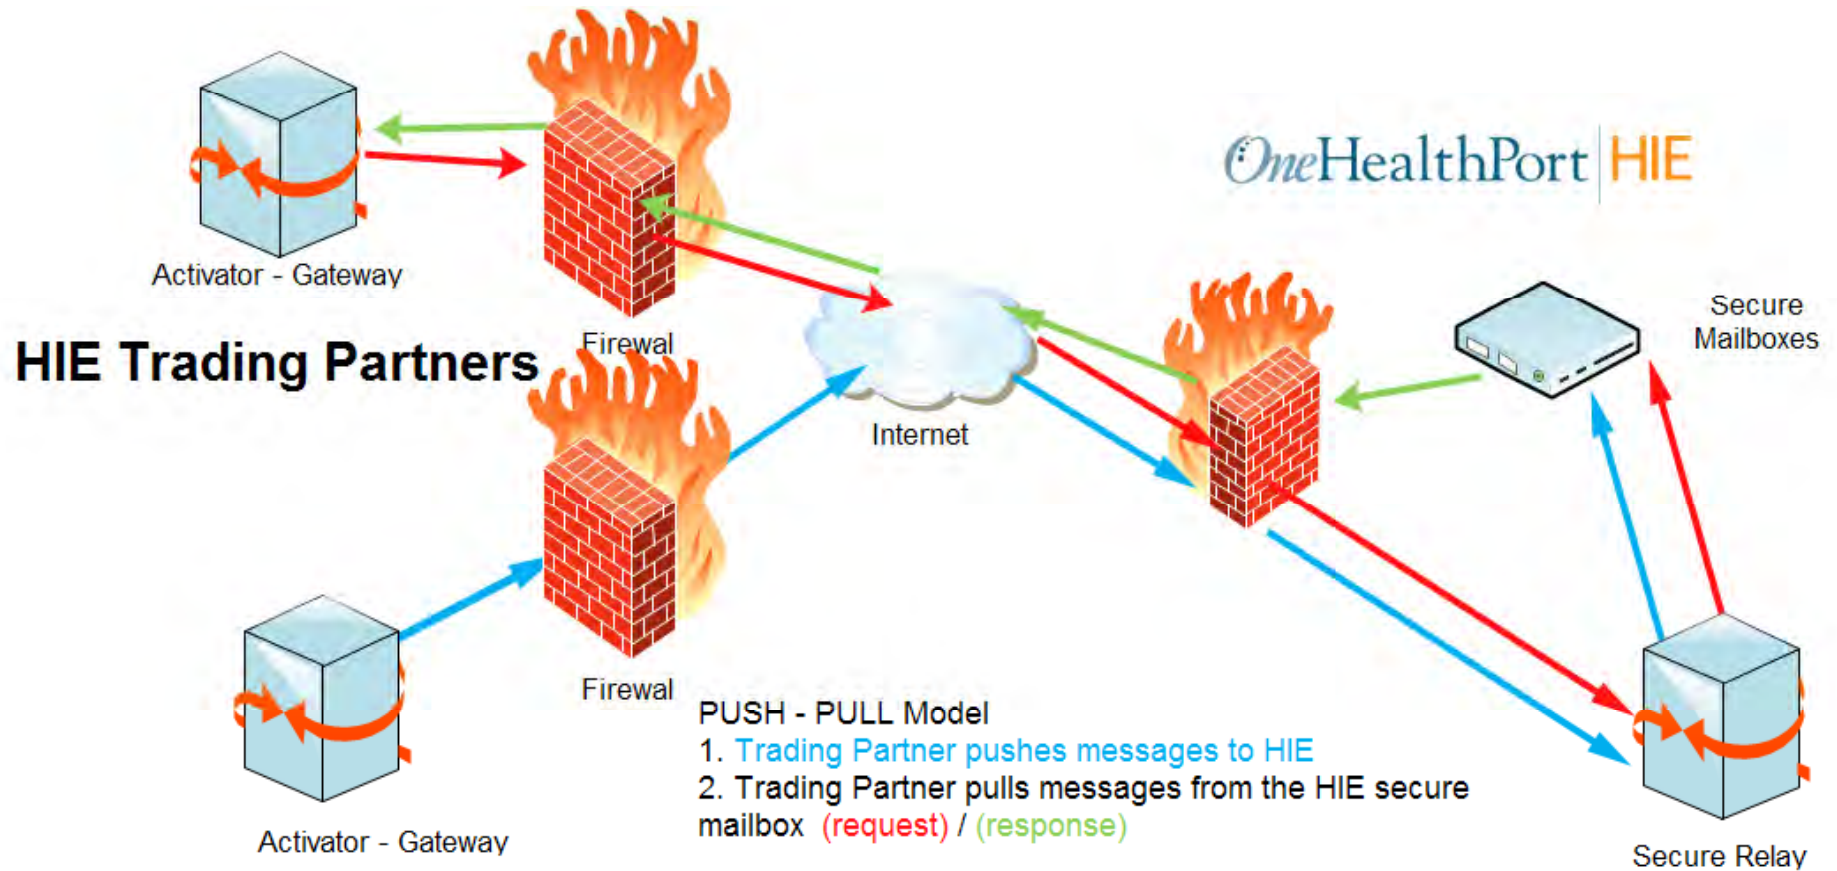 OneHealthPort HIE
Activator - Gateway
Secure
Mailboxes
Firewal
HIE Trading Partners
Internet
Firewal
PUSH - PULL Model
1. Trading Partner pushes messages to HIE
2. Trading Partner pulls messages from the HIE secure
mailbox (request) / (response)
Activator - Gateway
Secure Relay